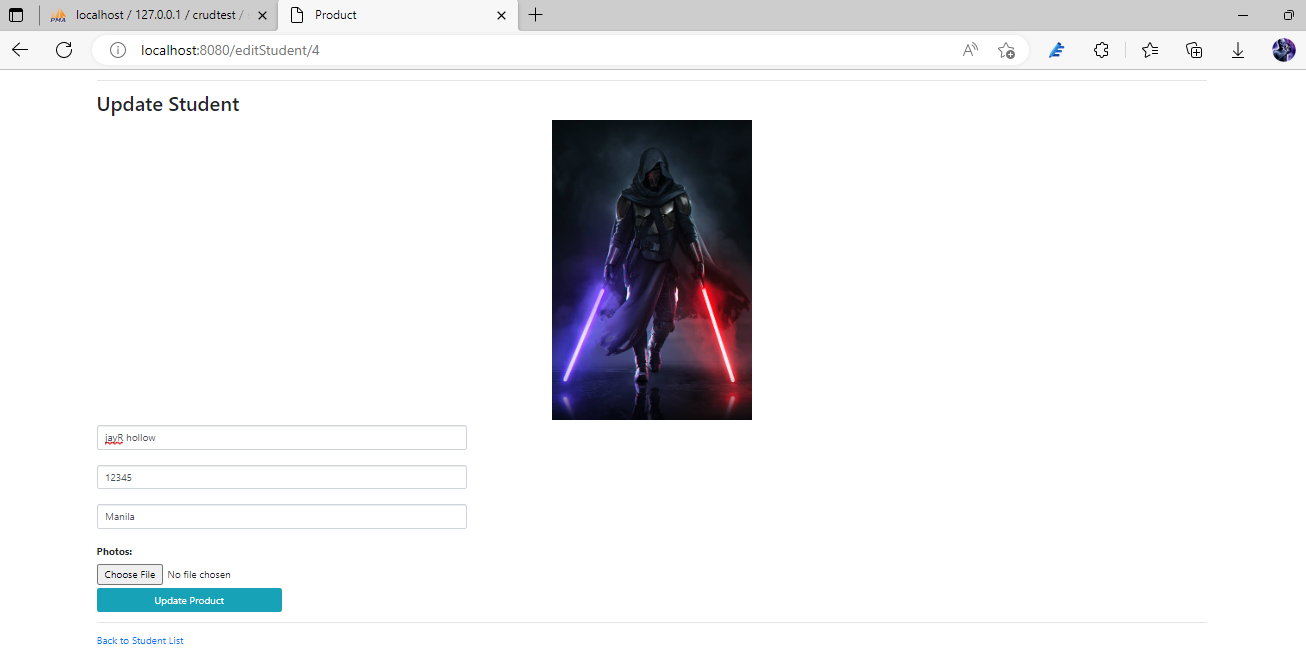 PMA localhost / 127.0.0.1 / crudtest /
Product
localhost:8080/editStudent/4
Update Student
jayR hollow
12345
Manila
Photos:
Choose File No file chosen
Update Product
Back to Student List